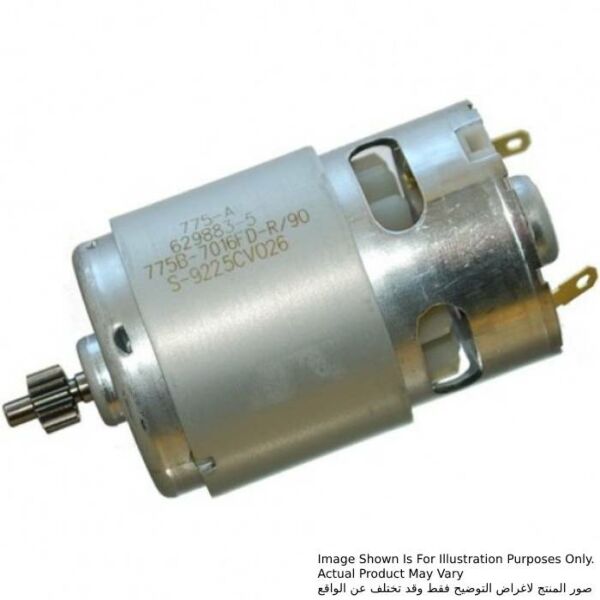 775-A
629883-5
775B-7016FD-R/90
S-9225CV026
Image Shown Is For Illustration Purposes Only.
Actual Product May Vary
صور المنتج لاغراض التوضيح فقط وقد تختلف عن الواقع